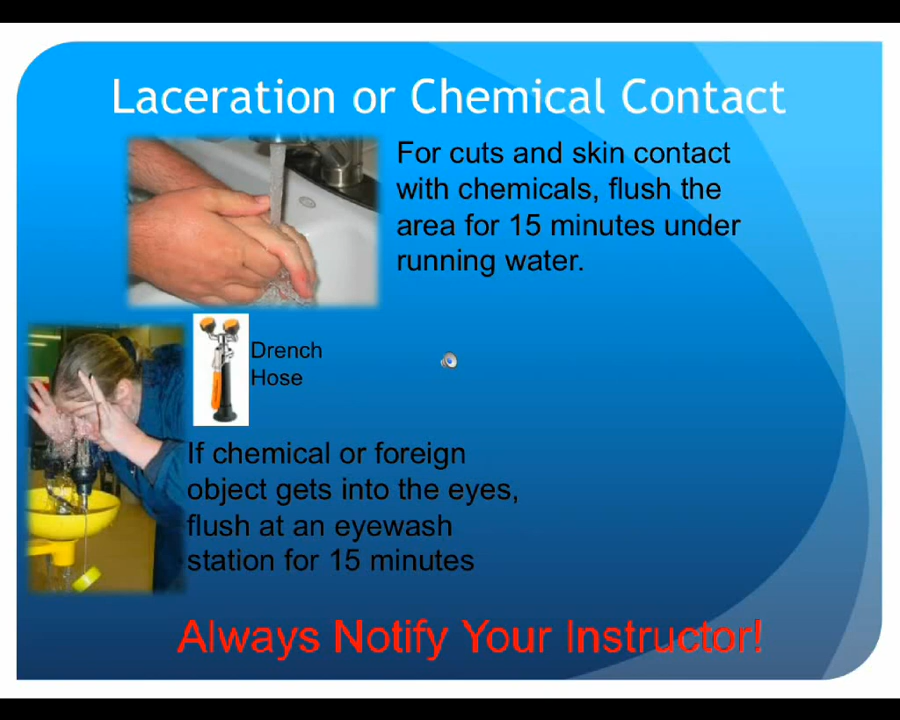 Laceration or Chemical Contact
For cuts and skin contact
with chemicals, flush the
area for 15 minutes under
running water.
Drench
Hose
If chemical or foreign
object gets into the eyes,
flush at an eyewash
station for 15 minutes
Always Notify Your Instructor!